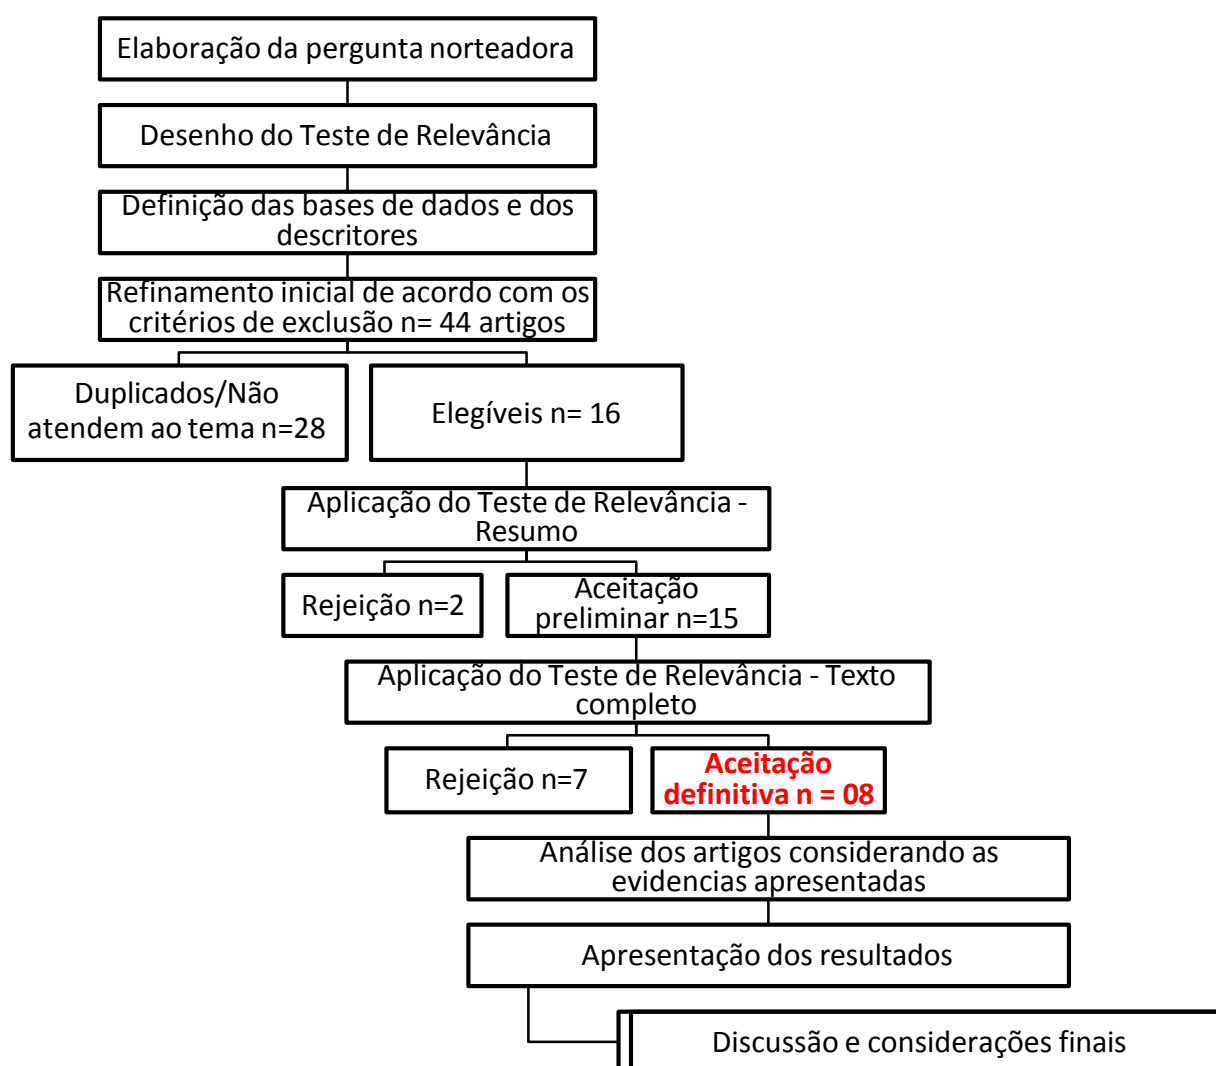 Elaboração da pergunta norteadora
Desenho do Teste de Relevância
Definição das bases de dados e dos
descritores
Refinamento inicial de acordo com os
critérios de exclusão n= 44 artigos
Duplicados/Não
atendem ao tema n=28
Elegíveis n= 16
Aplicação do Teste de Relevância -
Resumo
Rejeição n=2
Aceitação
preliminar n=15
Aplicação do Teste de Relevância - Texto
completo
Rejeição n=7
Aceitação
definitiva n = 08
Análise dos artigos considerando as
evidencias apresentadas
Apresentação dos resultados
Discussão e considerações finais